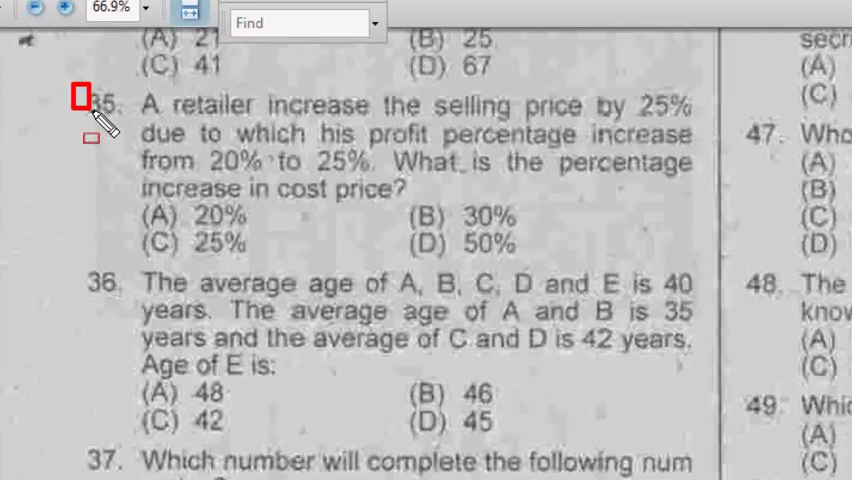 66.9%
Find
(A) 21 (B) 25
(C) 41 (D) 67
35. A retailer increase the selling price by 25%
due to which his profit percentage increase
from 20% to 25%. What is the percentage
increase in cost price?
(A) 20% (B) 30%
(C) 25% (D) 50%
36. The average age of A, B, C, D and E is 40
years. The average age of A and B is 35
years and the average of C and D is 42 years.
Age of E is:
(A) 48 (B) 46
(C) 42 (D) 45
37. Which number will complete the following num
(A)
(C)
47.
(A)
(B)
(C)
(D)
48. The
(A)
(C)
49.
(A)
(C)